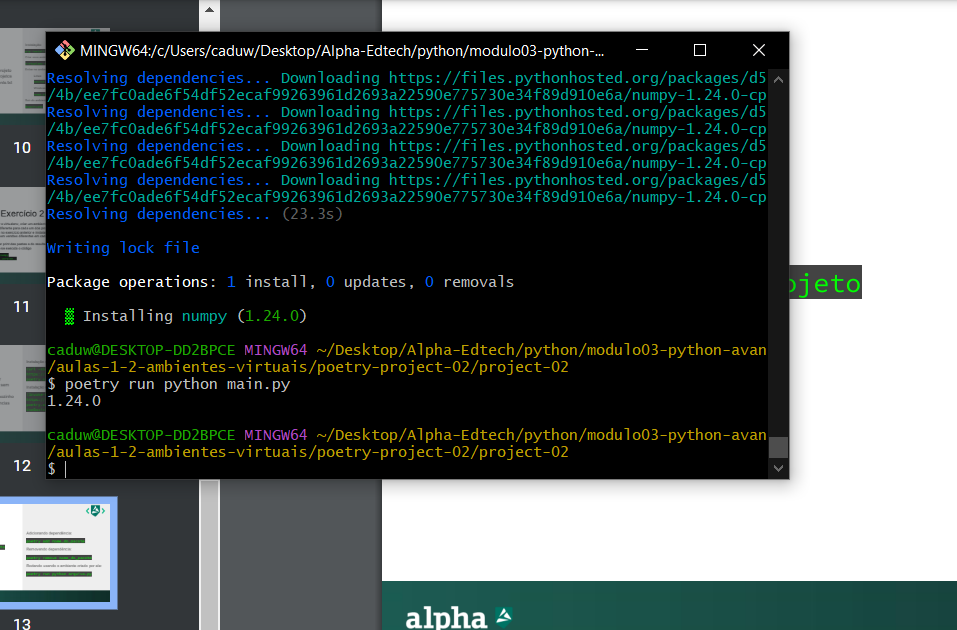 MINGW64:/c/Users/caduw/Desktop/Alpha-Edtech/python/modulo03-python-...
Resolving dependencies... Downloading https://files.pythonhosted.org/packages/d5
/4b/ee7fc0ade6f54df52ecaf99263961d2693a22590e775730e34f89d910e6a/numpy-1.24.0-cp
Resolving dependencies... Downloading https://files.pythonhosted.org/packages/d5
/4b/ee7fc0ade6f54df52ecaf99263961d2693a22590e775730e34f89d910e6a/numpy-1.24.0-cp
Resolving dependencies... Downloading https://files.pythonhosted.org/packages/d5
/4b/ee7fc0ade6f54df52ecaf99263961d2693a22590e775730e34f89d910e6a/numpy-1.24.0-cp
Resolving dependencies... Downloading https://files.pythonhosted.org/packages/d5
/4b/ee7fc0ade6f54df52ecaf99263961d2693a22590e775730e34f89d910e6a/numpy-1.24.0-cp
Resolving dependencies... (23.3s)
Writing lock file
Package operations: 1 install, 0 updates, 0 removals
Installing numpy (1.24.0)
caduw@DESKTOP-DD2BPCE MINGW64 ~/Desktop/Alpha-Edtech/python/modulo03-python-avan
/aulas-1-2-ambientes-virtuais/poetry-project-02/project-02
$ poetry run python main.py
1.24.0
caduw@DESKTOP-DD2BPCE MINGW64 ~/Desktop/Alpha-Edtech/python/modulo03-python-avan
/aulas-1-2-ambientes-virtuais/poetry-project-02/project-02
$
10
Exercício 2
11
12
13
ojeto
alpha